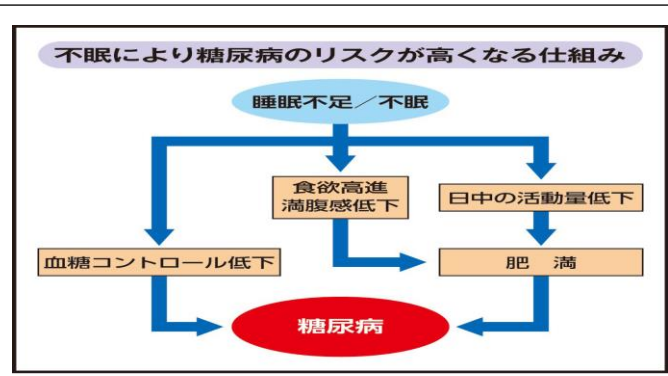 不眠により糖尿病のリスクが高くなる仕組み
睡眠不足／不眠
食欲高進
満腹感低下
日中の活動量低下
血糖コントロール低下
肥 満
糖尿病